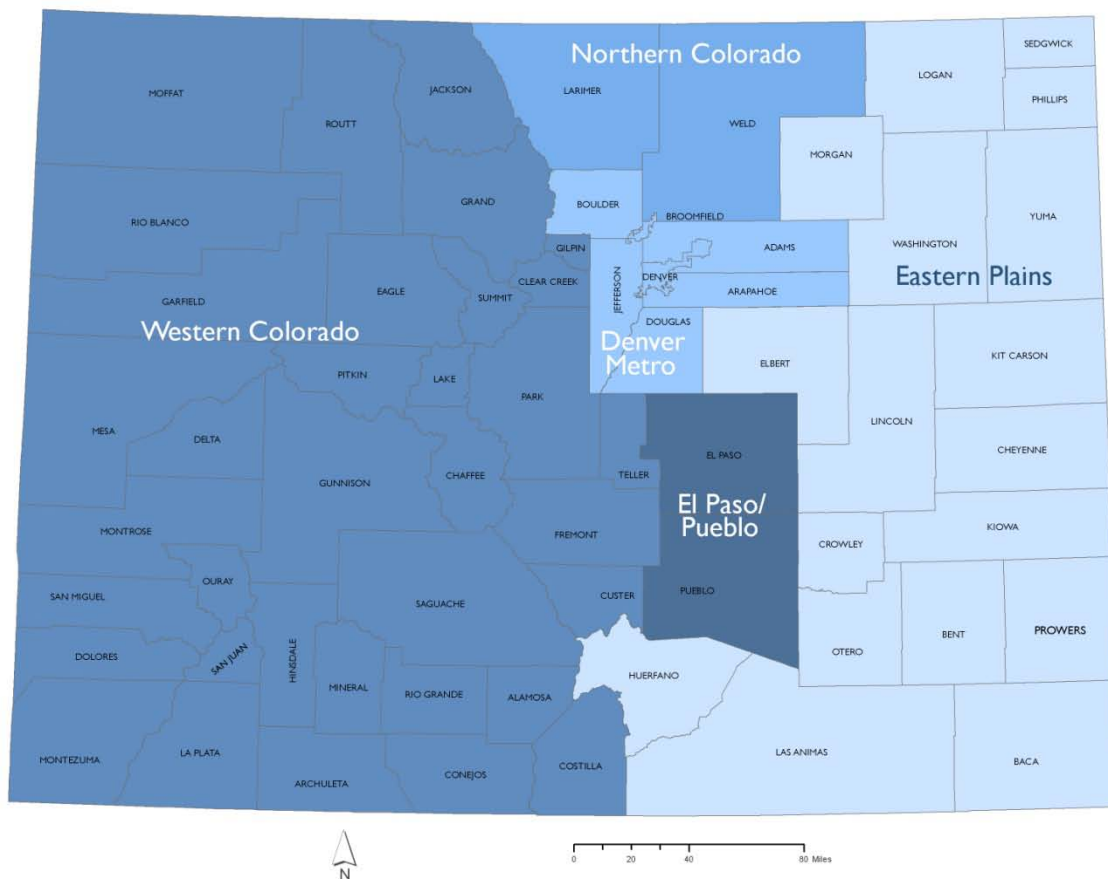 Northern Colorado
SEDGWICK
LOGAN
MOFFAT
JACKSON
LARIMER
PHILLIPS
ROUTT
WELD
MORGAN
GRAND
BOULDER
RIO BLANCO
BROOMFIELD
YUMA
WASHINGTON
GILPIN
ADAMS
Eastern Plains
DENVER
CLEAR CREEK
JEFFERSON
EAGLE
ARAPAHOE
GARFIELD
SUMMIT
DOUGLAS
Western Colorado
Denver
Metro
KIT CARSON
ELBERT
PITKIN
LAKE
PARK
LINCOLN
MESA
DELTA
CHEYENNE
EL PASO
CHAFFEE
TELLER
GUNNISON
El Paso/
Pueblo
KIOWA
MONTROSE
FREMONT
CROWLEY
OURAY
PUEBLO
CUSTER
SAN MIGUEL
SAGUACHE
PROWERS
BENT
OTERO
DOLORES
SAN JUAN
HINSDALE
HUERFANO
MINERAL
RIO GRANDE
ALAMOSA
LA PLATA
LAS ANIMAS
MONTEZUMA
BACA
COSTILLA
CONEJOS
ARCHULETA
N
0 20 40 80 Miles